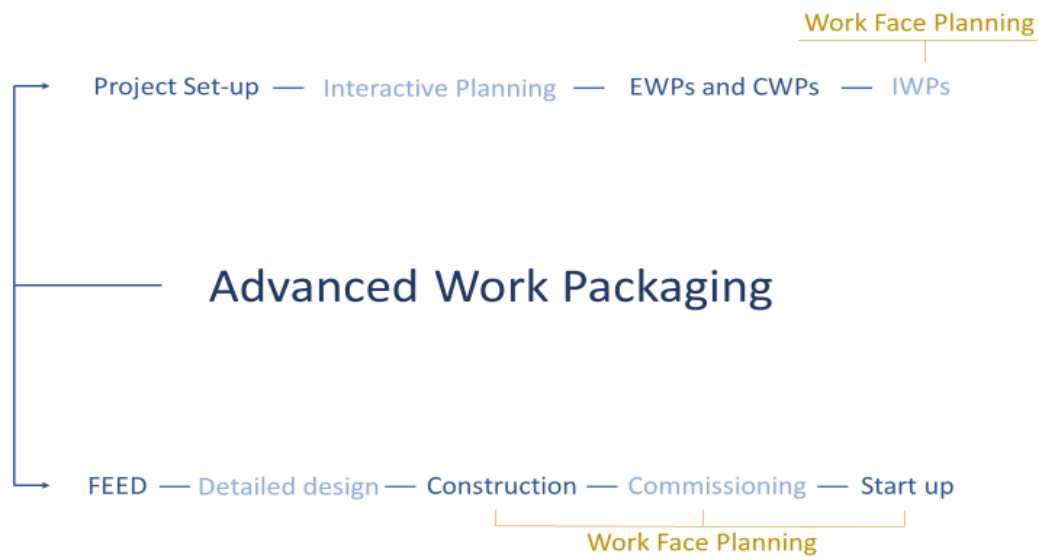 Work Face Planning
Project Set-up — Interactive Planning — EWPs and CWPs — IWPs
Advanced Work Packaging
FEED — Detailed design — Construction — Commissioning — Start up
Work Face Planning